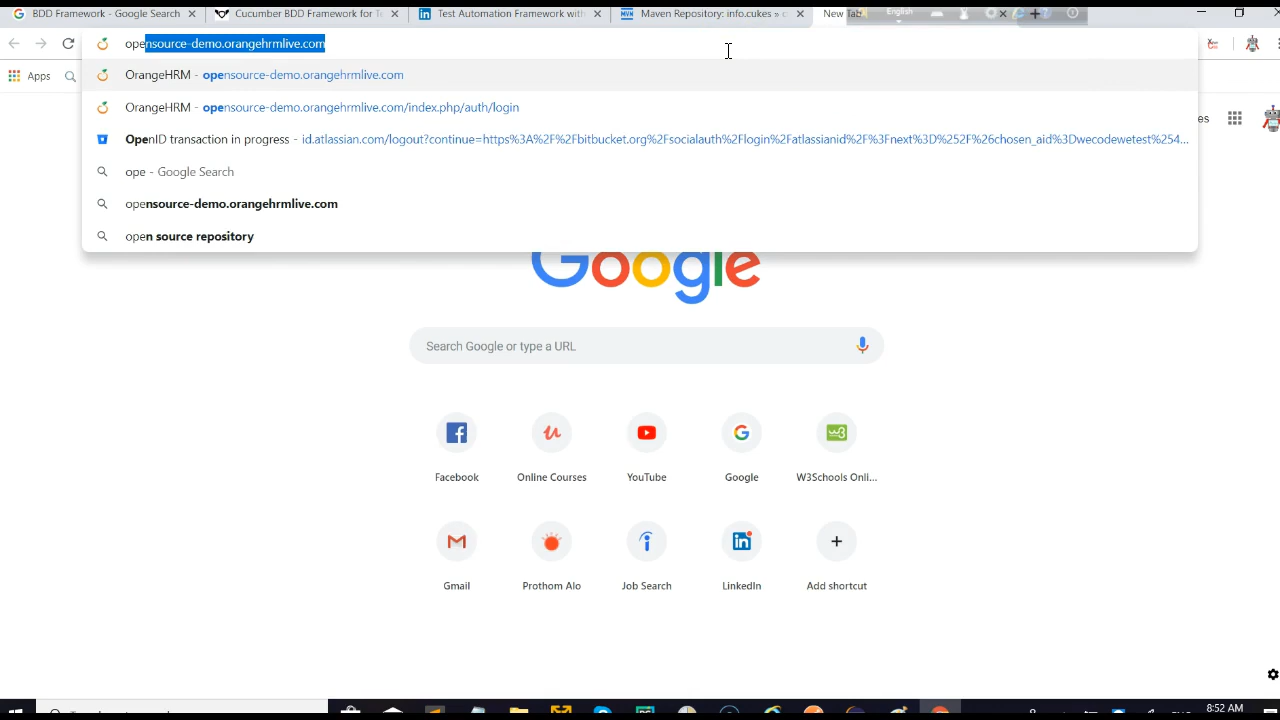 BDD Framework - Google Search
Cucumber BDD Framework for Te
Test Automation Framework with
Maven Repository: info.cukes » c
New Tab
English
opensource-demo.orangehrmlive.com
Apps
OrangeHRM - opensource-demo.orangehrmlive.com
OrangeHRM - opensource-demo.orangehrmlive.com/index.php/auth/login
OpenID transaction in progress - id.atlassian.com/logout?continue=https%3A%2F%2Fbitbucket.org%2Fsocialauth%2Flogin%2Fatlassianid%2F%3Fnext%3D%252F%26chosen_aid%3Dwecodewetest%254...
ope - Google Search
opensource-demo.orangehrmlive.com
open source repository
es
Google
Search Google or type a URL
Facebook
Online Courses
YouTube
Google
W3Schools Onli...
Gmail
Prothom Alo
Job Search
LinkedIn
Add shortcut
8:52 AM